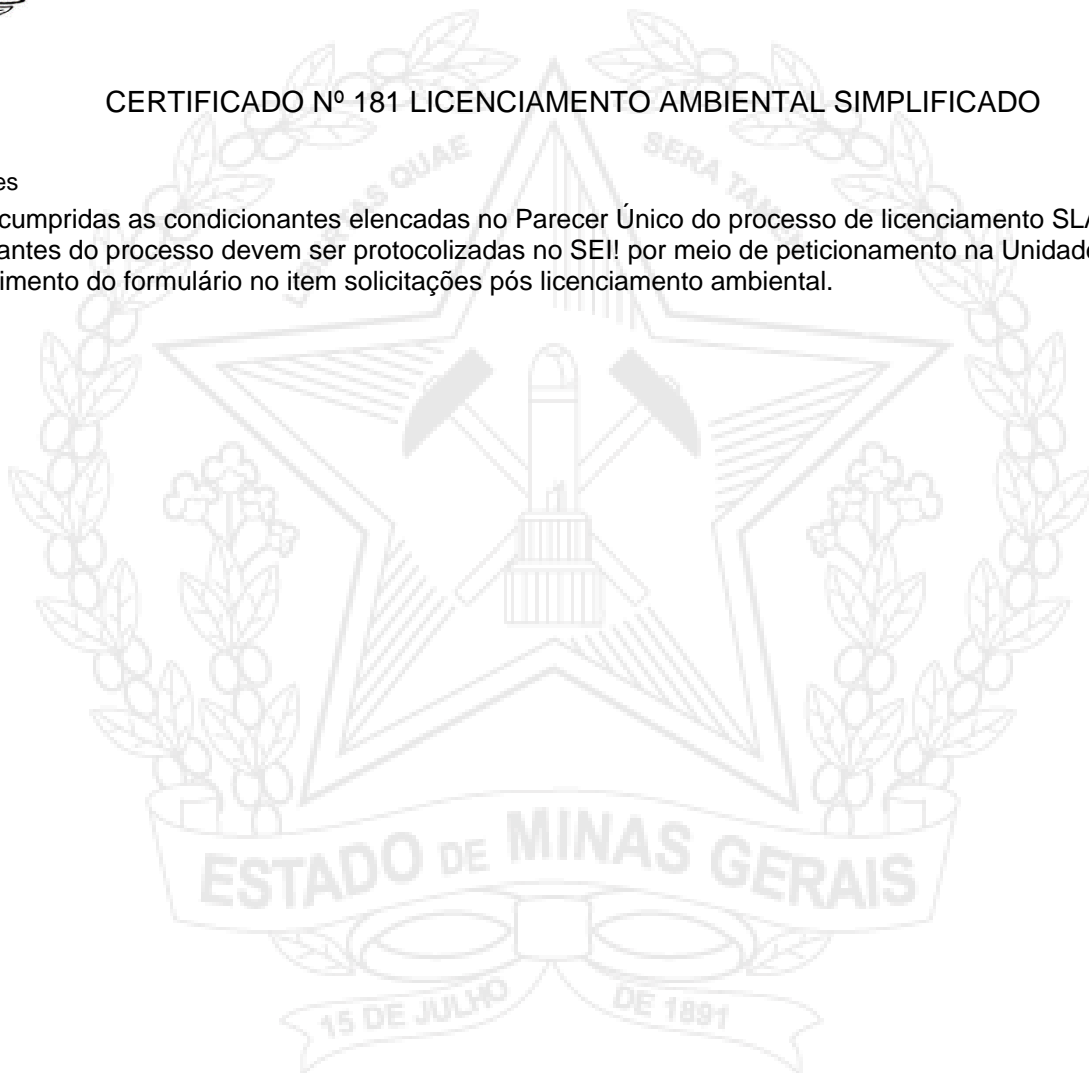 CERTIFICADO Nº 181 LICENCIAMENTO AMBIENTAL SIMPLIFICADO
es
cumpridas as condicionantes elencadas no Parecer Único do processo de licenciamento SLA
antes do processo devem ser protocolizadas no SEI! por meio de peticionamento na Unidade
imento do formulário no item solicitações pós licenciamento ambiental.
QUAE SERA TAMEN
ESTADO DE MINAS GERAIS
15 DE JULHO DE 1891